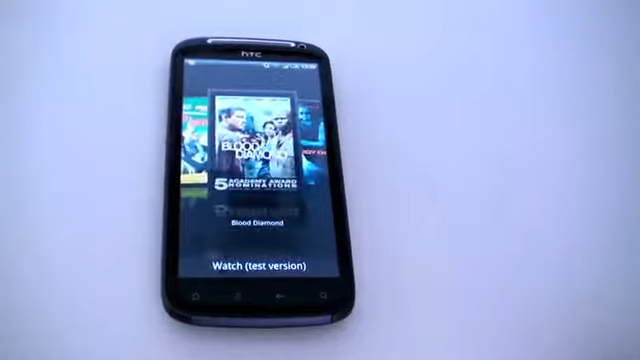 hTC
BLOOD
DIAMOND
5 ACADEMY AWARD
NOMINATIONS
Blood Diamond
Watch (test version)